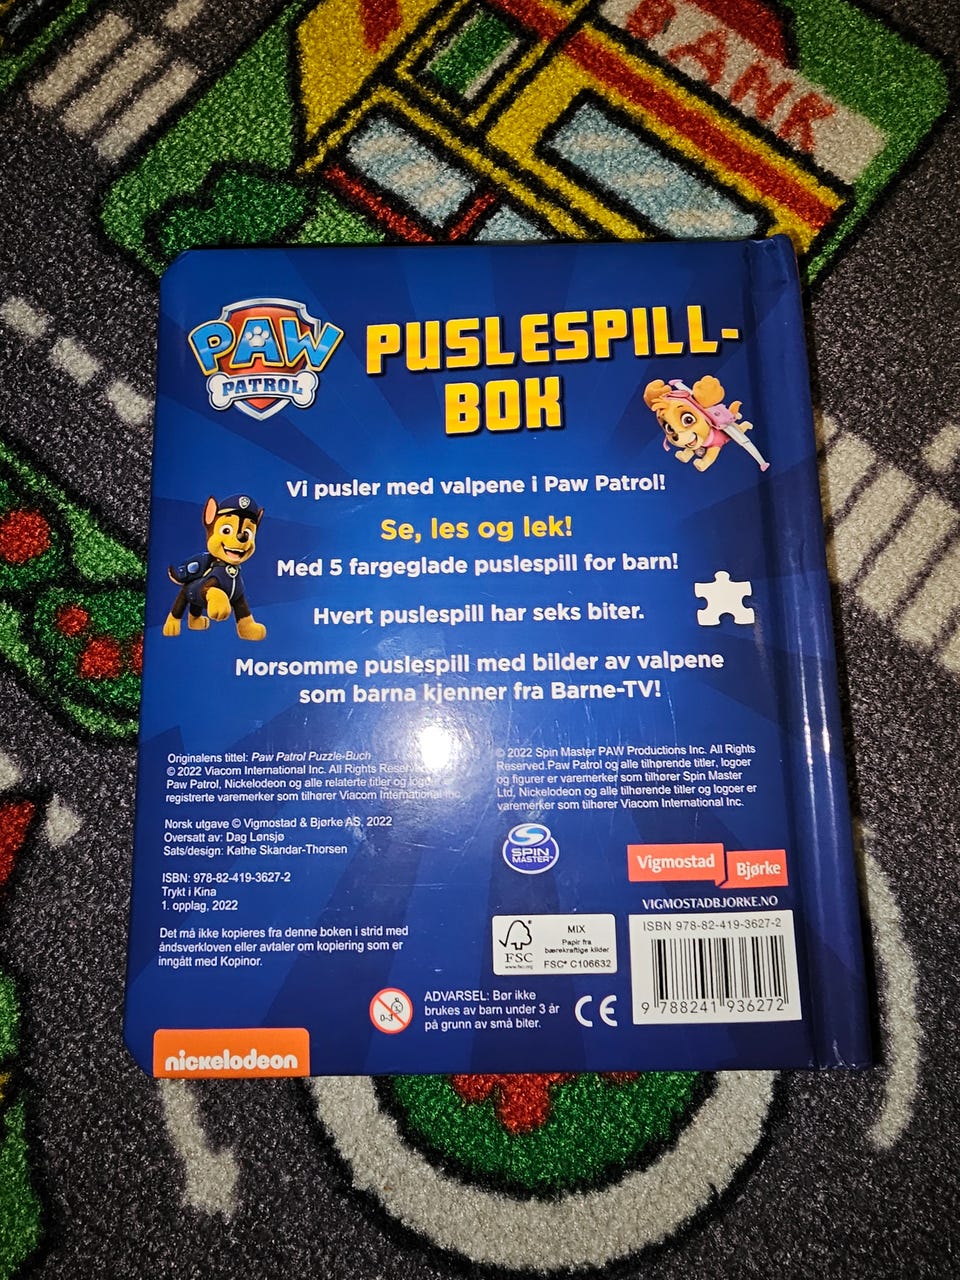 BANK
PAW
PATROL
PUSLESPILL-
BOK
Vi pusler med valpene i Paw Patrol!
Se, les og lek!
Med 5 fargeglade puslespill for barn!
Hvert puslespill har seks biter.
Morsomme puslespill med bilder av valpene
som barna kjenner fra Barne-TV!
Originalens tittel: Paw Patrol Puzzle-Buch
© 2022 Viacom International Inc. All Rights Reserved.
Paw Patrol, Nickelodeon og alle relaterte titler og logoer
registrerte varemerker som tilhører Viacom International Inc.
Norsk utgave © Vigmostad & Bjørke AS, 2022
Oversatt av: Dag Lønsjø
Sats/design: Kathe Skandar-Thorsen
ISBN: 978-82-419-3627-2
Trykt i Kina
1. opplag, 2022
Det må ikke kopieres fra denne boken i strid med
åndsverkloven eller avtaler om kopiering som er
inngått med Kopinor.
© 2022 Spin Master PAW Productions Inc. All Rights
Reserved.Paw Patrol og alle tilhørende titler, logoer
og figurer er varemerker som tilhører Spin Master
Ltd, Nickelodeon og alle tilhørende titler og logoer er
varemerker som tilhører Viacom International Inc.
SPIN
MASTER™
Vigmostad
Bjørke
VIGMOSTADBJORKE.NO
FSC
www.fsc.org
MIX
Papir fra
bærekraftige kilder
FSC® C106632
ISBN 978-82-419-3627-2
9 788241 936272
0-3
ADVARSEL: Bør ikke
brukes av barn under 3 år
på grunn av små biter.
CE
nickelodeon